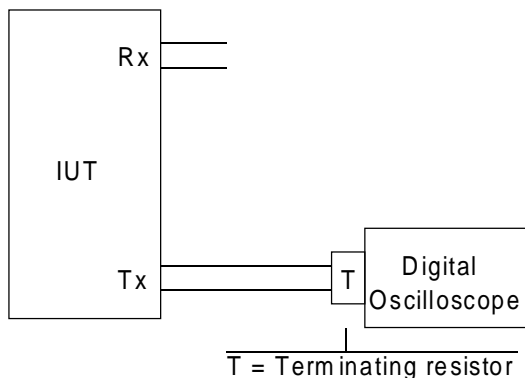 Rx
IUT
Tx
T
Digital
Oscilloscope
T = Terminating resistor